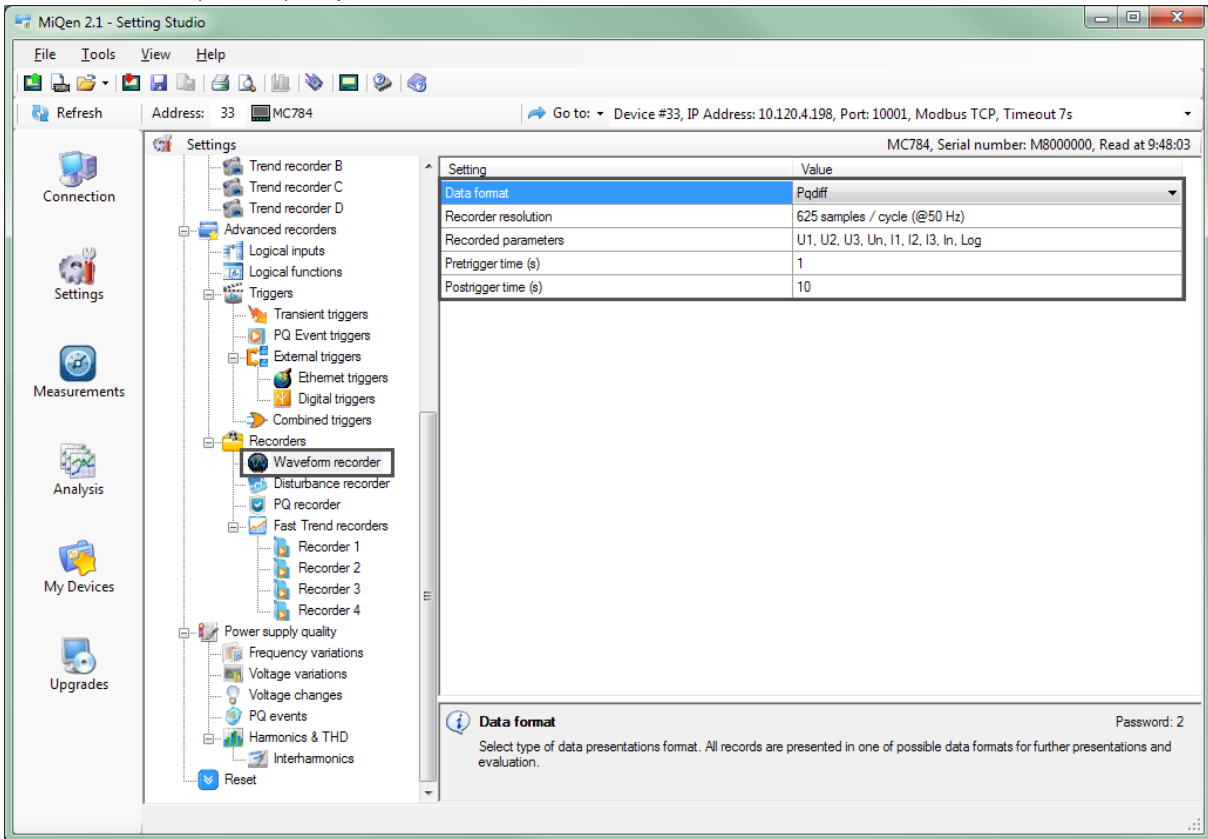 MiQen 2.1 - Setting Studio
File Tools View Help
Refresh Address: 33 MC784 Go to: Device #33, IP Address: 10.120.4.198, Port: 10001, Modbus TCP, Timeout 7s
Settings MC784, Serial number: M8000000, Read at 9:48:03
Connection
Settings
Measurements
Analysis
My Devices
Upgrades
Trend recorder B
Trend recorder C
Trend recorder D
Advanced recorders
Logical inputs
Logical functions
Triggers
Transient triggers
PQ Event triggers
External triggers
Ethernet triggers
Digital triggers
Combined triggers
Recorders
Waveform recorder
Disturbance recorder
PQ recorder
Fast Trend recorders
Recorder 1
Recorder 2
Recorder 3
Recorder 4
Power supply quality
Frequency variations
Voltage variations
Voltage changes
PQ events
Harmonics & THD
Interharmonics
Reset
Setting Value
Data format Pqdiff
Recorder resolution 625 samples / cycle (@50 Hz)
Recorded parameters U1, U2, U3, Un, I1, I2, I3, In, Log
Pretrigger time (s) 1
Postrigger time (s) 10
Data format Password: 2
Select type of data presentations format. All records are presented in one of possible data formats for further presentations and
evaluation.